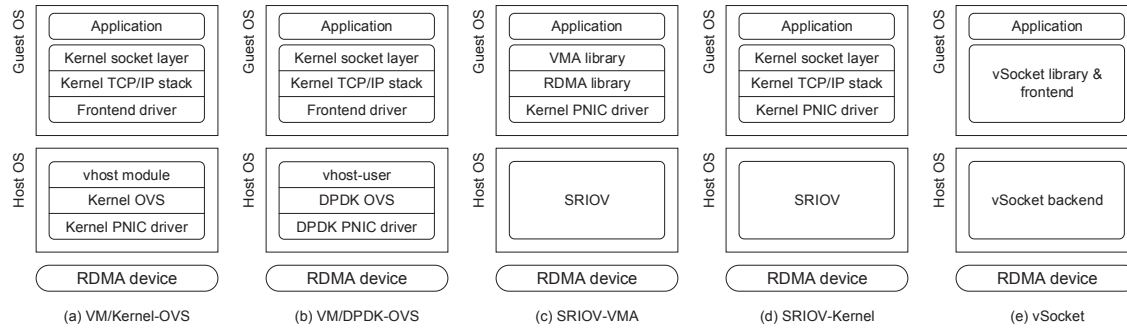 Guest OS
Application
Kernel socket layer
Kernel TCP/IP stack
Frontend driver
Host OS
vhost module
Kernel OVS
Kernel PNIC driver
RDMA device
(a) VM/Kernel-OVS
Guest OS
Application
Kernel socket layer
Kernel TCP/IP stack
Frontend driver
Host OS
vhost-user
DPDK OVS
DPDK PNIC driver
RDMA device
(b) VM/DPDK-OVS
Guest OS
Application
VMA library
RDMA library
Kernel PNIC driver
Host OS
SRIOV
RDMA device
(c) SRIOV-VMA
Guest OS
Application
Kernel socket layer
Kernel TCP/IP stack
Kernel PNIC driver
Host OS
SRIOV
RDMA device
(d) SRIOV-Kernel
Guest OS
Application
vSocket library &
frontend
Host OS
vSocket backend
RDMA device
(e) vSocket